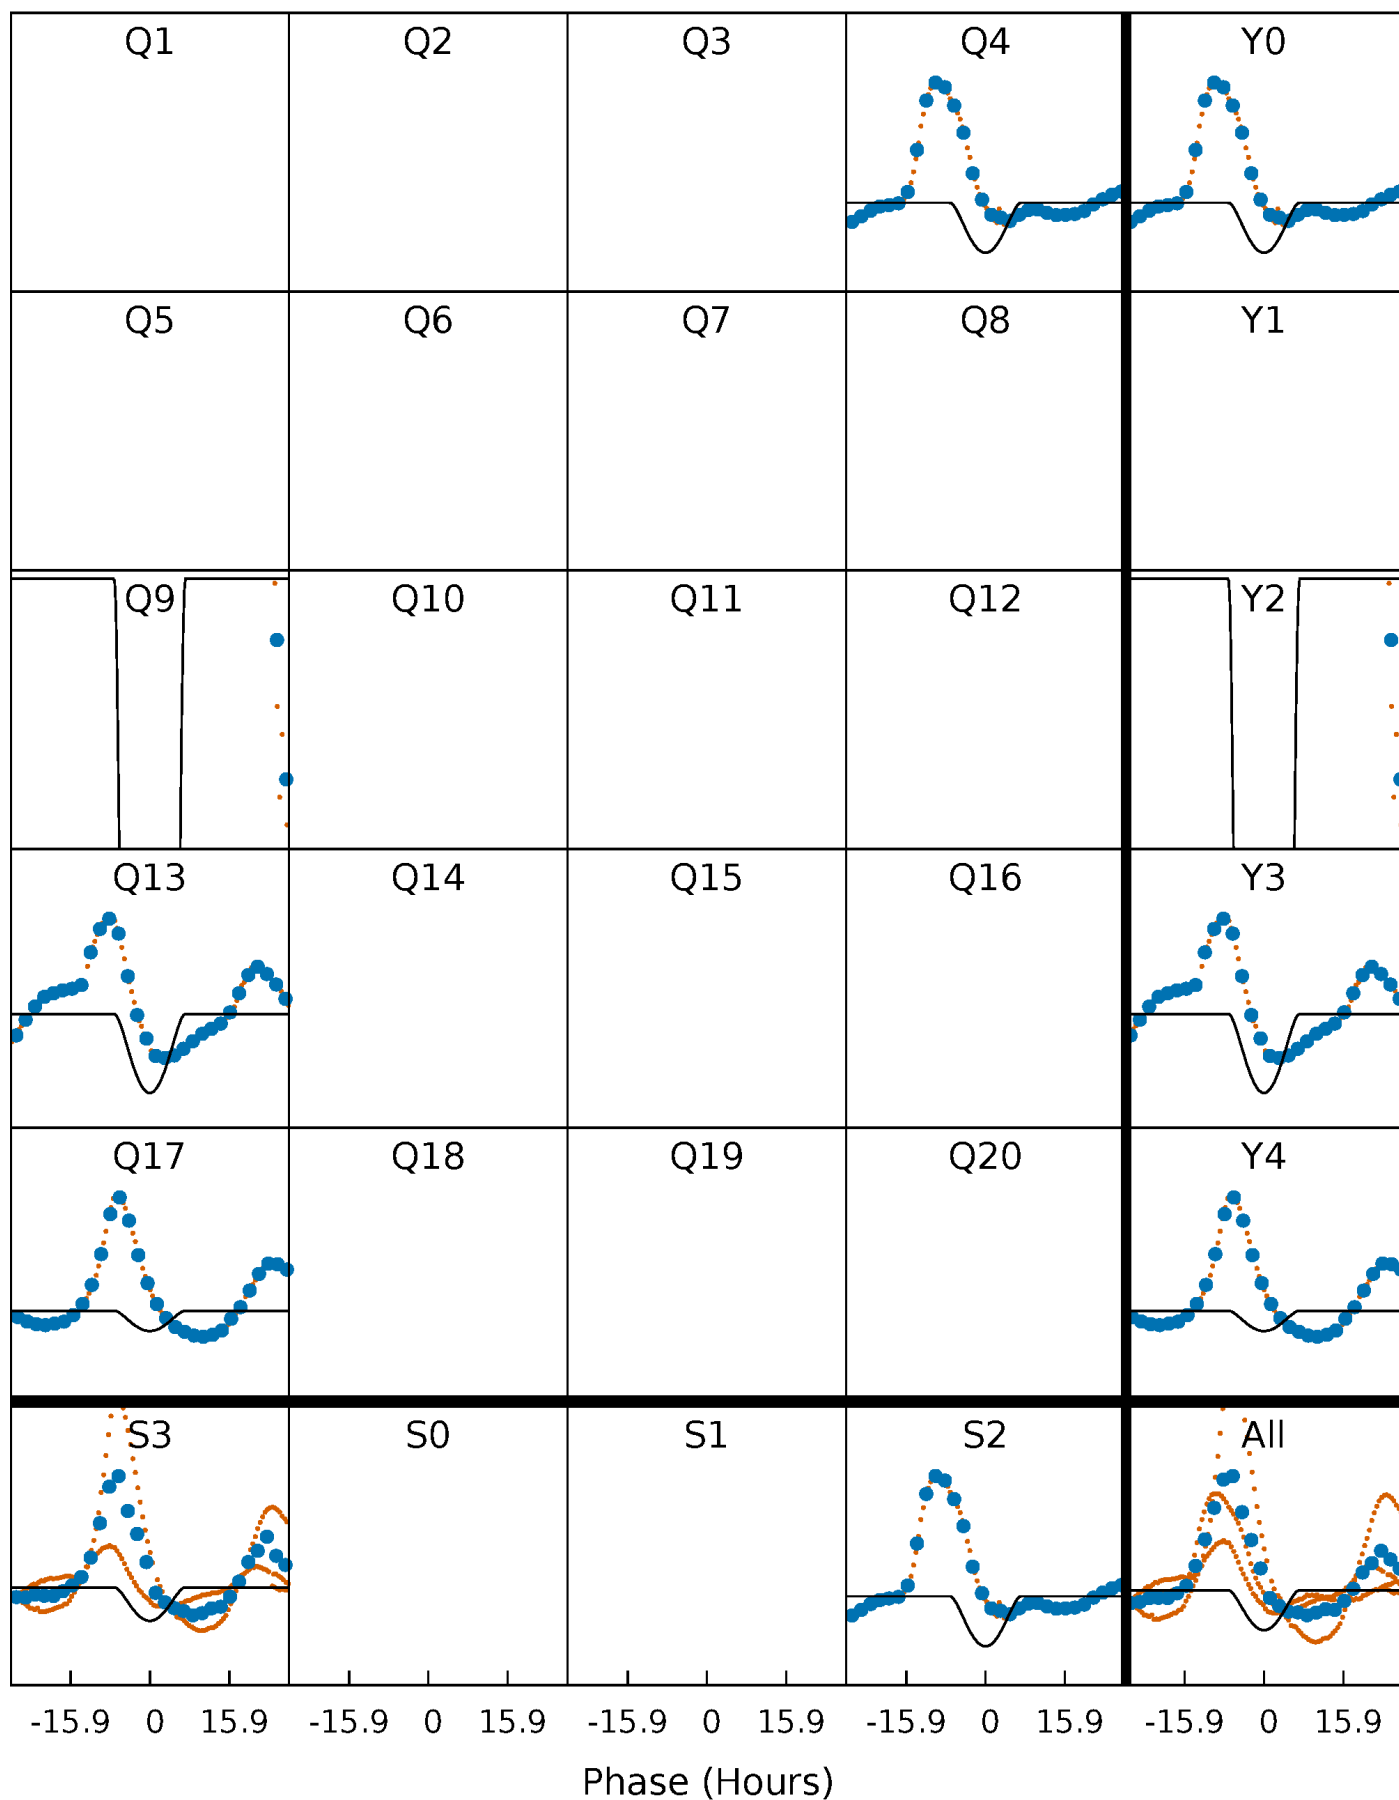 Q1 Q2 Q3 Q4 Y0
Q5 Q6 Q7 Q8 Y1
Q9 Q10 Q11 Q12 Y2
Q13 Q14 Q15 Q16 Y3
Q17 Q18 Q19 Q20 Y4
S3 S0 S1 S2 All
-15.9 0 15.9 -15.9 0 15.9 -15.9 0 15.9 -15.9 0 15.9 -15.9 0 15.9
Phase (Hours)